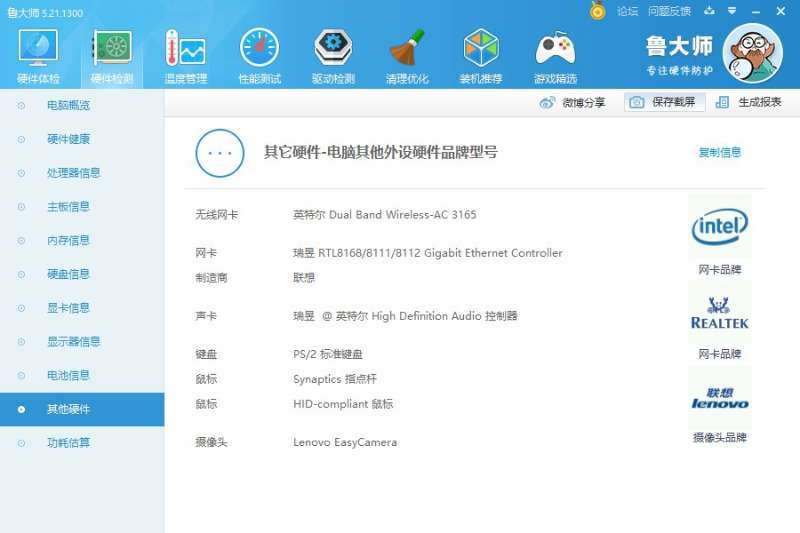 鲁大师 5.21.1300
论坛 问题反馈
硬件体检 硬件检测 温度管理 性能测试 驱动检测 清理优化 装机推荐 游戏精选
鲁大师
专注硬件防护
微博分享 保存截屏 生成报表
电脑概览
硬件健康
处理器信息
主板信息
内存信息
硬盘信息
显卡信息
显示器信息
电池信息
其他硬件
功耗估算
其它硬件-电脑其他外设硬件品牌型号
复制信息
无线网卡 英特尔 Dual Band Wireless-AC 3165
网卡 瑞昱 RTL8168/8111/8112 Gigabit Ethernet Controller
制造商 联想
声卡 瑞昱 @ 英特尔 High Definition Audio 控制器
键盘 PS/2 标准键盘
鼠标 Synaptics 指点杆
鼠标 HID-compliant 鼠标
摄像头 Lenovo EasyCamera
intel
网卡品牌
REALTEK
网卡品牌
联想
lenovo
摄像头品牌